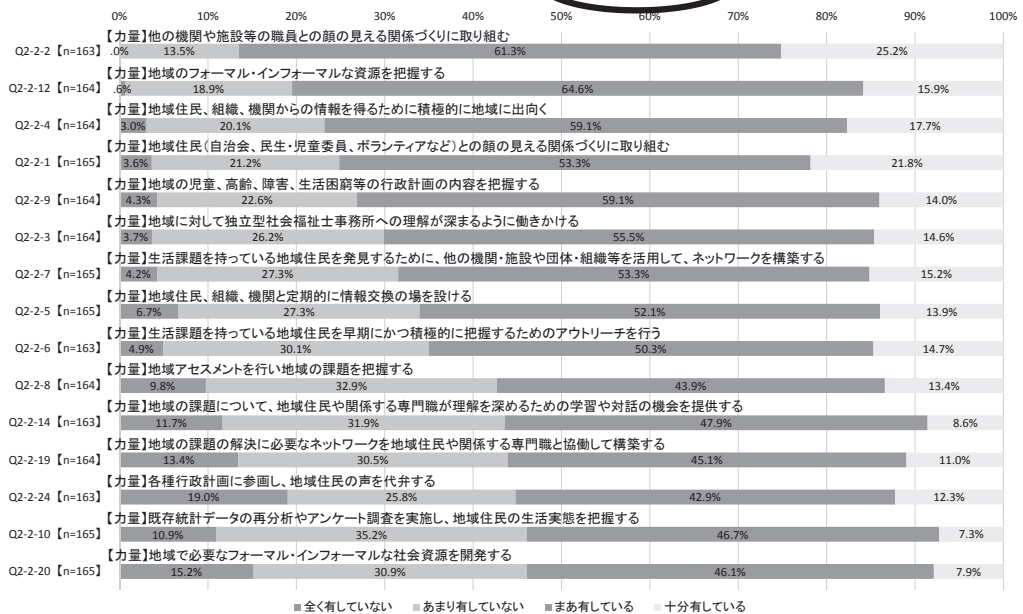 0% 10% 20% 30% 40% 50% 60% 70% 80% 90% 100%
【力量】他の機関や施設等の職員との顔の見える関係づくりに取り組む
Q2-2-2【n=163】 .0% 13.5% 61.3% 25.2%
【力量】地域のフォーマル・インフォーマルな資源を把握する
Q2-2-12【n=164】 .6% 18.9% 64.6% 15.9%
【力量】地域住民、組織、機関からの情報を得るために積極的に地域に出向く
Q2-2-4【n=164】 3.0% 20.1% 59.1% 17.7%
【力量】地域住民（自治会、民生・児童委員、ボランティアなど）との顔の見える関係づくりに取り組む
Q2-2-1【n=165】 3.6% 21.2% 53.3% 21.8%
【力量】地域の児童、高齢、障害、生活困窮等の行政計画の内容を把握する
Q2-2-9【n=164】 4.3% 22.6% 59.1% 14.0%
【力量】地域に対して独立型社会福祉士事務所への理解が深まるように働きかける
Q2-2-3【n=164】 3.7% 26.2% 55.5% 14.6%
【力量】生活課題を持っている地域住民を発見するために、他の機関・施設や団体・組織等を活用して、ネットワークを構築する
Q2-2-7【n=165】 4.2% 27.3% 53.3% 15.2%
【力量】地域住民、組織、機関と定期的に情報交換の場を設ける
Q2-2-5【n=165】 6.7% 27.3% 52.1% 13.9%
【力量】生活課題を持っている地域住民を早期にかつ積極的に把握するためのアウトリーチを行う
Q2-2-6【n=163】 4.9% 30.1% 50.3% 14.7%
【力量】地域アセスメントを行い地域の課題を把握する
Q2-2-8【n=164】 9.8% 32.9% 43.9% 13.4%
【力量】地域の課題について、地域住民や関係する専門職が理解を深めるための学習や対話の機会を提供する
Q2-2-14【n=163】 11.7% 31.9% 47.9% 8.6%
【力量】地域の課題の解決に必要なネットワークを地域住民や関係する専門職と協働して構築する
Q2-2-19【n=164】 13.4% 30.5% 45.1% 11.0%
【力量】各種行政計画に参画し、地域住民の声を代弁する
Q2-2-24【n=163】 19.0% 25.8% 42.9% 12.3%
【力量】既存統計データの再分析やアンケート調査を実施し、地域住民の生活実態を把握する
Q2-2-10【n=165】 10.9% 35.2% 46.7% 7.3%
【力量】地域で必要なフォーマル・インフォーマルな社会資源を開発する
Q2-2-20【n=165】 15.2% 30.9% 46.1% 7.9%
■全く有していない ■あまり有していない ■まあ有している ■十分有している